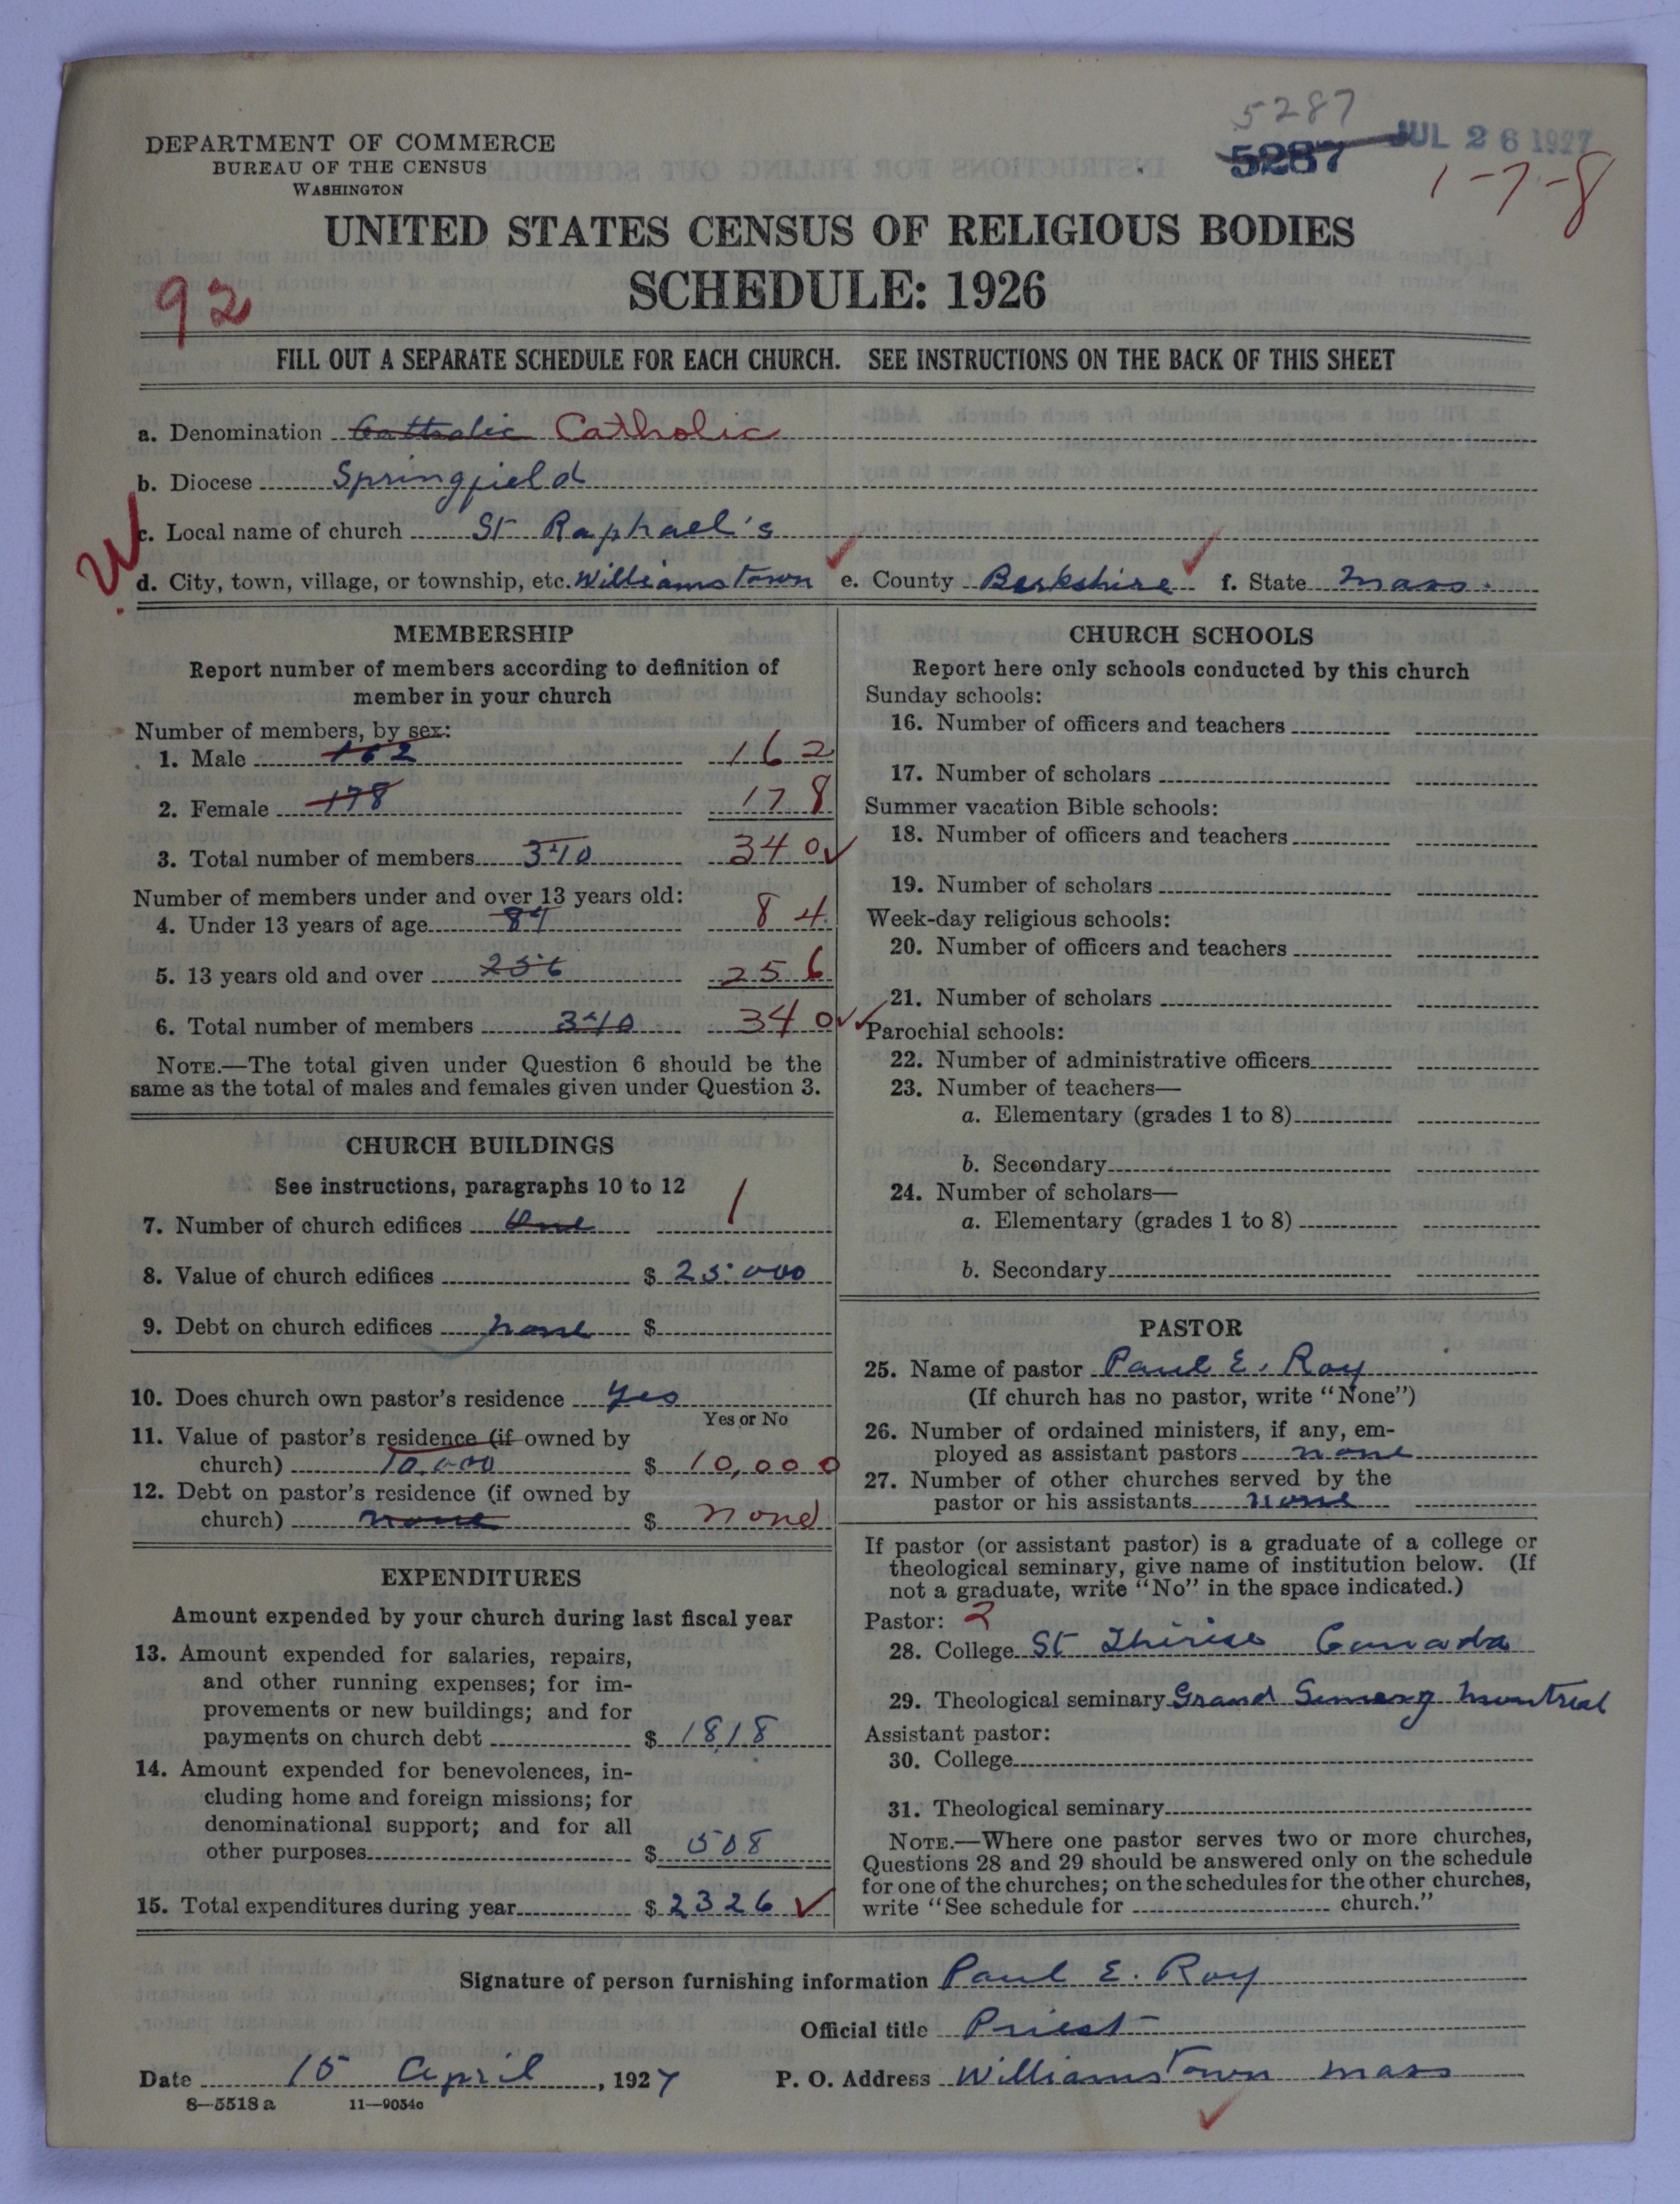 5287
DEPARTMENT OF COMMERCE
BUREAU OF THE CENSUS
WASHINGTON
5287 JUL 26 1927
1-7-8
UNITED STATES CENSUS OF RELIGIOUS BODIES
SCHEDULE: 1926
92
FILL OUT A SEPARATE SCHEDULE FOR EACH CHURCH. SEE INSTRUCTIONS ON THE BACK OF THIS SHEET
a. Denomination Catholic Catholic
b. Diocese Springfield
c. Local name of church St Raphael's
d. City, town, village, or township, etc. Williamstown e. County Berkshire f. State Mass.
MEMBERSHIP
Report number of members according to definition of
member in your church
Number of members, by sex:
1. Male 162 162
2. Female 178 178
3. Total number of members 340 340
Number of members under and over 13 years old:
4. Under 13 years of age 84 84
5. 13 years old and over 256 256
6. Total number of members 340 340
NOTE.—The total given under Question 6 should be the
same as the total of males and females given under Question 3.
CHURCH BUILDINGS
See instructions, paragraphs 10 to 12
7. Number of church edifices One 1
8. Value of church edifices $ 25.000
9. Debt on church edifices none $
10. Does church own pastor's residence yes
Yes or No
11. Value of pastor's residence (if owned by
church) 10.000 $ 10,000
12. Debt on pastor's residence (if owned by
church) none $ none
EXPENDITURES
Amount expended by your church during last fiscal year
13. Amount expended for salaries, repairs,
and other running expenses; for im-
provements or new buildings; and for
payments on church debt $ 1818
14. Amount expended for benevolences, in-
cluding home and foreign missions; for
denominational support; and for all
other purposes $ 508
15. Total expenditures during year $ 2326
CHURCH SCHOOLS
Report here only schools conducted by this church
Sunday schools:
16. Number of officers and teachers
17. Number of scholars
Summer vacation Bible schools:
18. Number of officers and teachers
19. Number of scholars
Week-day religious schools:
20. Number of officers and teachers
21. Number of scholars
Parochial schools:
22. Number of administrative officers
23. Number of teachers—
a. Elementary (grades 1 to 8)
b. Secondary
24. Number of scholars—
a. Elementary (grades 1 to 8)
b. Secondary
PASTOR
25. Name of pastor Paul E. Roy
(If church has no pastor, write "None")
26. Number of ordained ministers, if any, em-
ployed as assistant pastors none
27. Number of other churches served by the
pastor or his assistants none
If pastor (or assistant pastor) is a graduate of a college or
theological seminary, give name of institution below. (If
not a graduate, write "No" in the space indicated.)
Pastor: 2
28. College St Thérise Canada
29. Theological seminary Grand Montreal
Assistant pastor:
30. College
31. Theological seminary
NOTE.—Where one pastor serves two or more churches,
Questions 28 and 29 should be answered only on the schedule
for one of the churches; on the schedules for the other churches,
write "See schedule for church."
Signature of person furnishing information Paul E. Roy
Official title Priest
Date 15 April, 1927 P. O. Address Williamstown Mass
8—5518 a 11—9054c